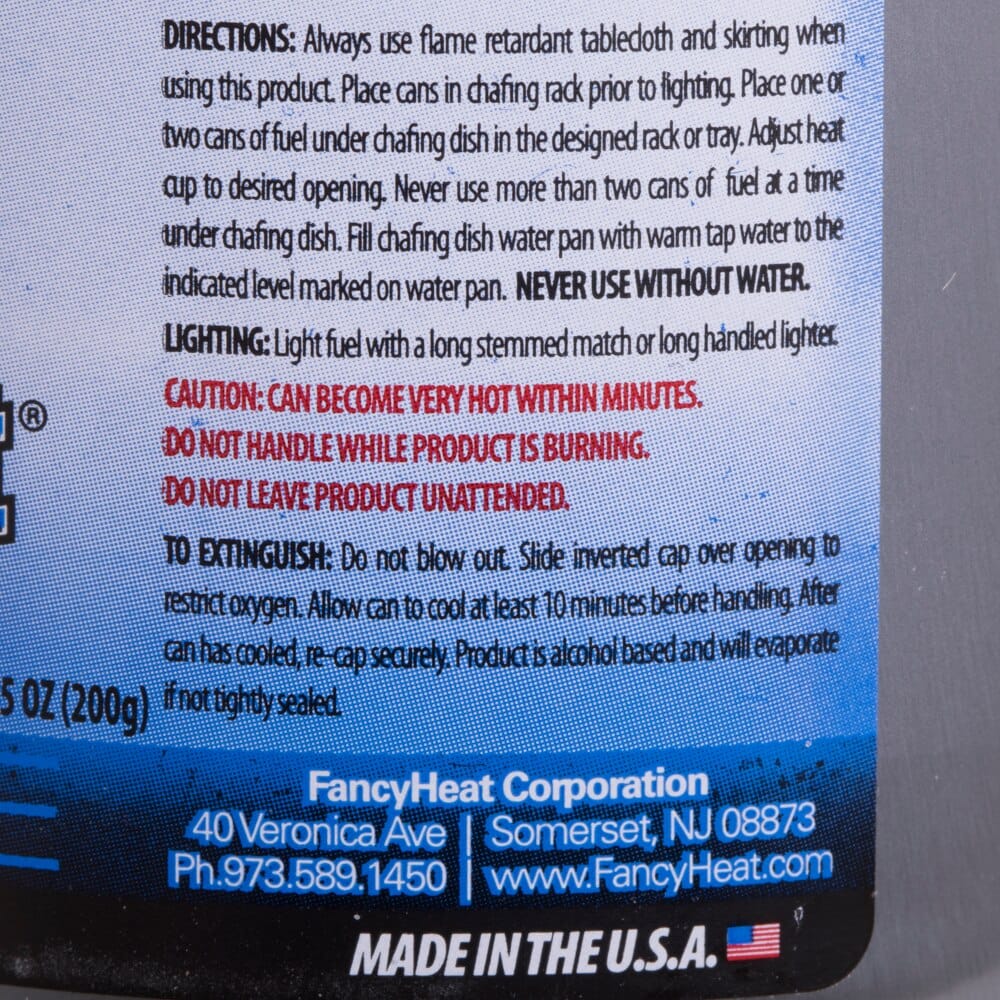 DIRECTIONS: Always use flame retardant tablecloth and skirting when
using this product. Place cans in chafing rack prior to lighting. Place one or
two cans of fuel under chafing dish in the designed rack or tray. Adjust heat
cup to desired opening. Never use more than two cans of fuel at a time
under chafing dish. Fill chafing dish water pan with warm tap water to the
indicated level marked on water pan. NEVER USE WITHOUT WATER.
LIGHTING: Light fuel with a long stemmed match or long handled lighter.
CAUTION: CAN BECOME VERY HOT WITHIN MINUTES.
DO NOT HANDLE WHILE PRODUCT IS BURNING.
DO NOT LEAVE PRODUCT UNATTENDED.
®
TO EXTINGUISH: Do not blow out. Slide inverted cap over opening to
restrict oxygen. Allow can to cool at least 10 minutes before handling. After
can has cooled, re-cap securely. Product is alcohol based and will evaporate
if not tightly sealed.
5 OZ (200g)
FancyHeat Corporation
40 Veronica Ave | Somerset, NJ 08873
Ph.973.589.1450 | www.FancyHeat.com
MADE IN THE U.S.A.